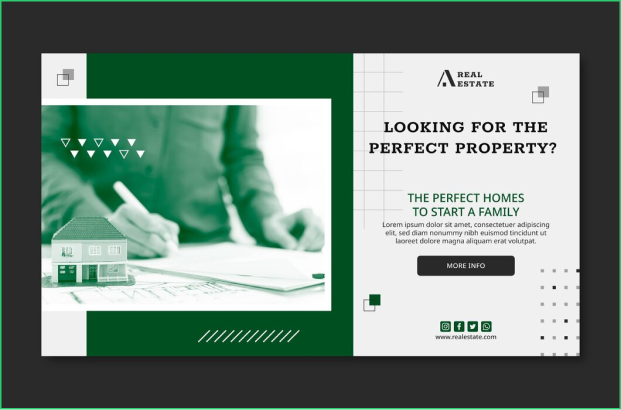 REAL
ESTATE
LOOKING FOR THE
PERFECT PROPERTY?
THE PERFECT HOMES
TO START A FAMILY
Lorem ipsum dolor sit amet, consectetuer adipiscing
elit, sed diam nonummy nibh euismod tincidunt ut
laoreet dolore magna aliquam erat volutpat.
MORE INFO
www.realestate.com